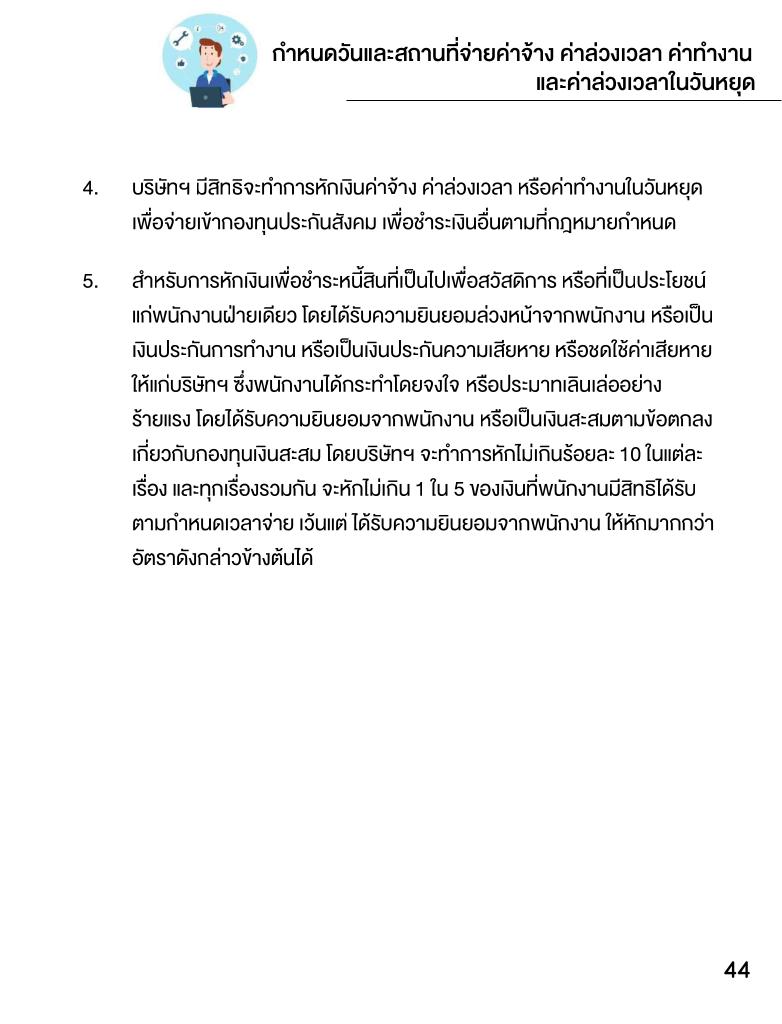 กำหนดวันและสถานที่จ่ายค่าจ้าง ค่าล่วงเวลา ค่าทำงาน
และค่าล่วงเวลาในวันหยุด
4. บริษัทฯ มีสิทธิจะทำการหักเงินค่าจ้าง ค่าล่วงเวลา หรือค่าทำงานในวันหยุด
เพื่อจ่ายเข้ากองทุนประกันสังคม เพื่อชำระเงินอื่นตามที่กฎหมายกำหนด
5. สำหรับการหักเงินเพื่อชำระหนี้สินที่เป็นไปเพื่อสวัสดิการ หรือที่เป็นประโยชน์
แก่พนักงานฝ่ายเดียว โดยได้รับความยินยอมล่วงหน้าจากพนักงาน หรือเป็น
เงินประกันการทำงาน หรือเป็นเงินประกันความเสียหาย หรือชดใช้ค่าเสียหาย
ให้แก่บริษัทฯ ซึ่งพนักงานได้กระทำโดยจงใจ หรือประมาทเลินเล่ออย่าง
ร้ายแรง โดยได้รับความยินยอมจากพนักงาน หรือเป็นเงินสะสมตามข้อตกลง
เกี่ยวกับกองทุนเงินสะสม โดยบริษัทฯ จะทำการหักไม่เกินร้อยละ 10 ในแต่ละ
เรื่อง และทุกเรื่องรวมกัน จะหักไม่เกิน 1 ใน 5 ของเงินที่พนักงานมีสิทธิได้รับ
ตามกำหนดเวลาจ่าย เว้นแต่ ได้รับความยินยอมจากพนักงาน ให้หักมากกว่า
อัตราดังกล่าวข้างต้นได้
44